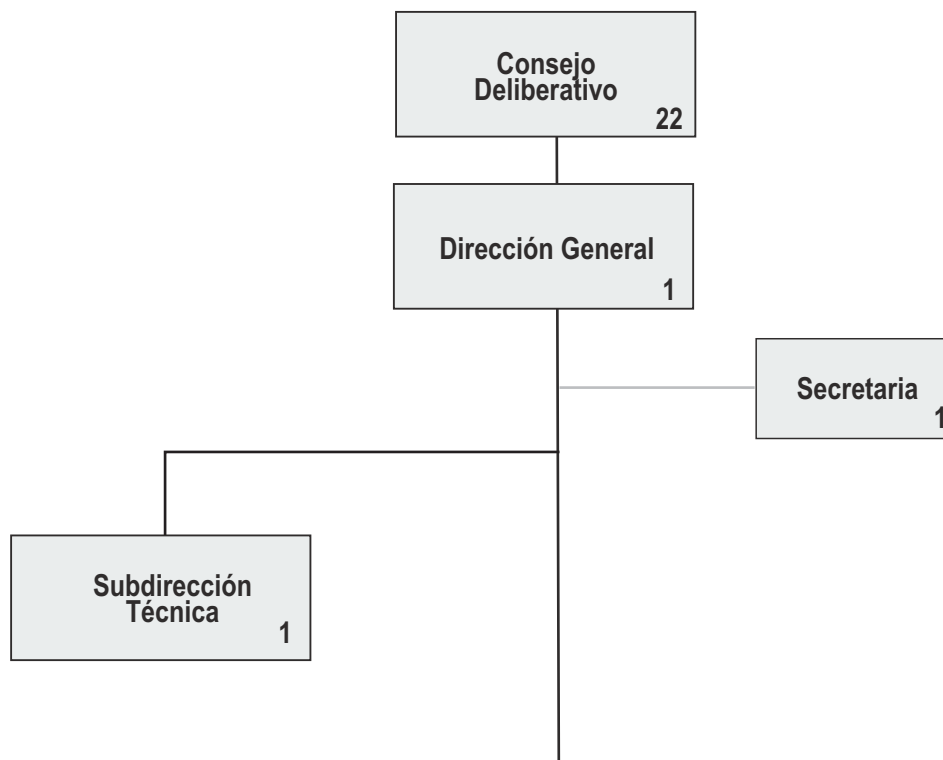 Consejo
Deliberativo
22
Dirección General
1
Secretaria
1
Subdirección
Técnica
1